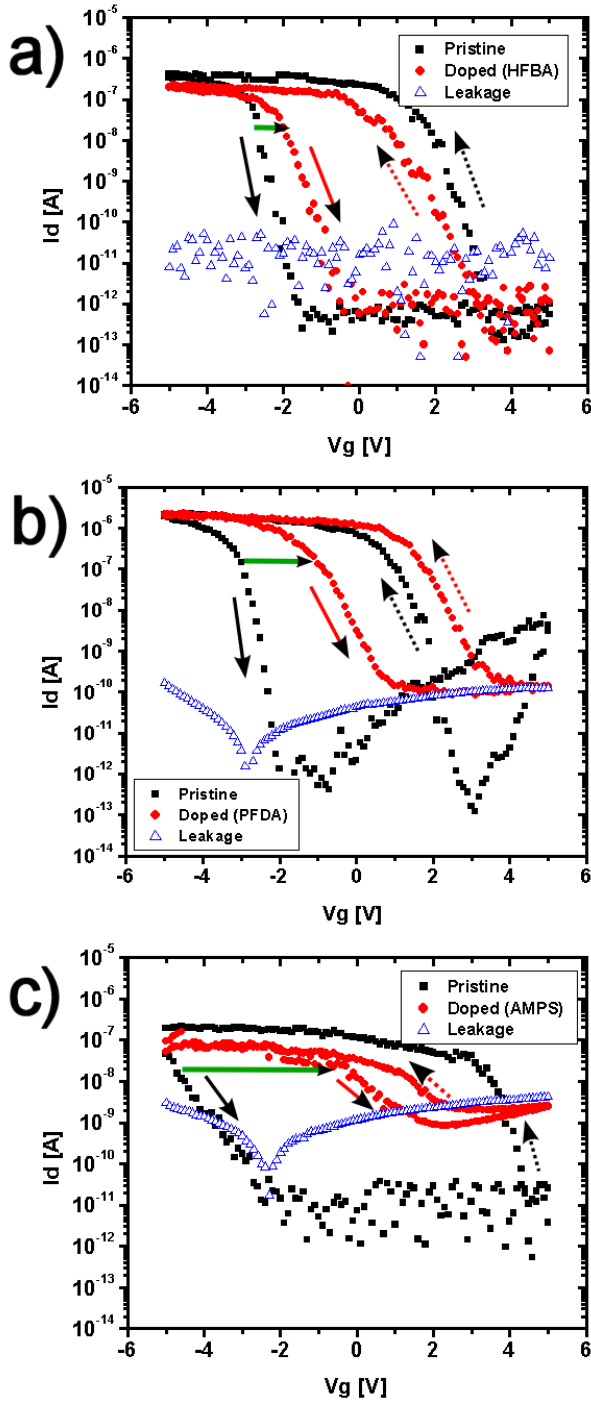 a)
10⁻⁵
10⁻⁶
10⁻⁷
10⁻⁸
10⁻⁹
10⁻¹⁰
10⁻¹¹
10⁻¹²
10⁻¹³
10⁻¹⁴
Id [A]
Pristine
Doped (HFBA)
Leakage
-6 -4 -2 0 2 4 6
Vg [V]
b)
10⁻⁵
10⁻⁶
10⁻⁷
10⁻⁸
10⁻⁹
10⁻¹⁰
10⁻¹¹
10⁻¹²
10⁻¹³
10⁻¹⁴
Id [A]
Pristine
Doped (PFDA)
Leakage
-6 -4 -2 0 2 4 6
Vg [V]
c)
10⁻⁵
10⁻⁶
10⁻⁷
10⁻⁸
10⁻⁹
10⁻¹⁰
10⁻¹¹
10⁻¹²
10⁻¹³
10⁻¹⁴
Id [A]
Pristine
Doped (AMPS)
Leakage
-6 -4 -2 0 2 4 6
Vg [V]